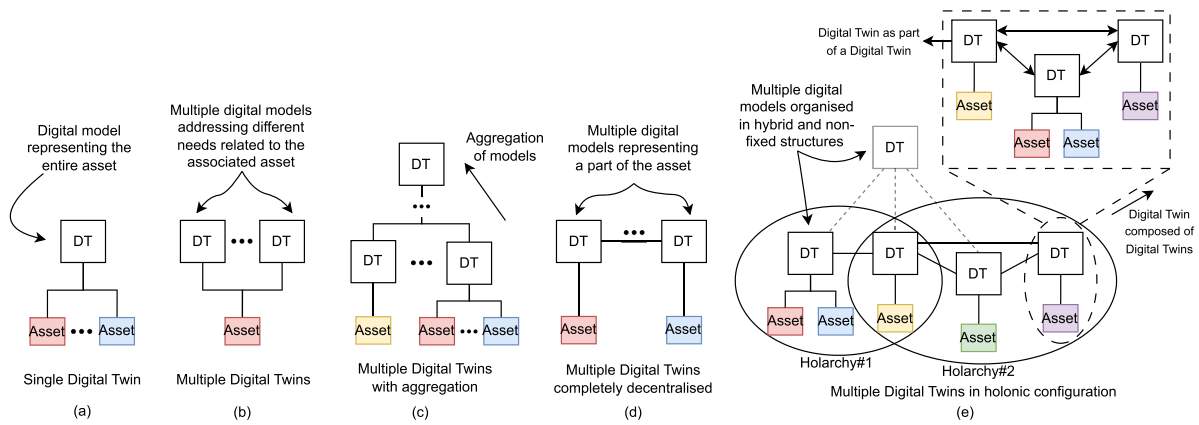 Digital model
representing the
entire asset
DT
Asset
Asset
Single Digital Twin
(a)
Multiple digital models
addressing different
needs related to the
associated asset
DT
DT
Asset
Multiple Digital Twins
(b)
Aggregation
of models
DT
DT
DT
Asset
Asset
Asset
Multiple Digital Twins
with aggregation
(c)
Multiple digital
models representing
a part of the asset
DT
DT
Asset
Asset
Multiple Digital Twins
completely decentralised
(d)
Digital Twin as part
of a Digital Twin
DT
DT
DT
Asset
Asset
Asset
Asset
Multiple digital
models organised
in hybrid and non-
fixed structures
DT
Digital Twin
composed of
Digital Twins
DT
DT
DT
DT
Asset
Asset
Asset
Asset
Asset
Holarchy#1
Holarchy#2
Multiple Digital Twins in holonic configuration
(e)